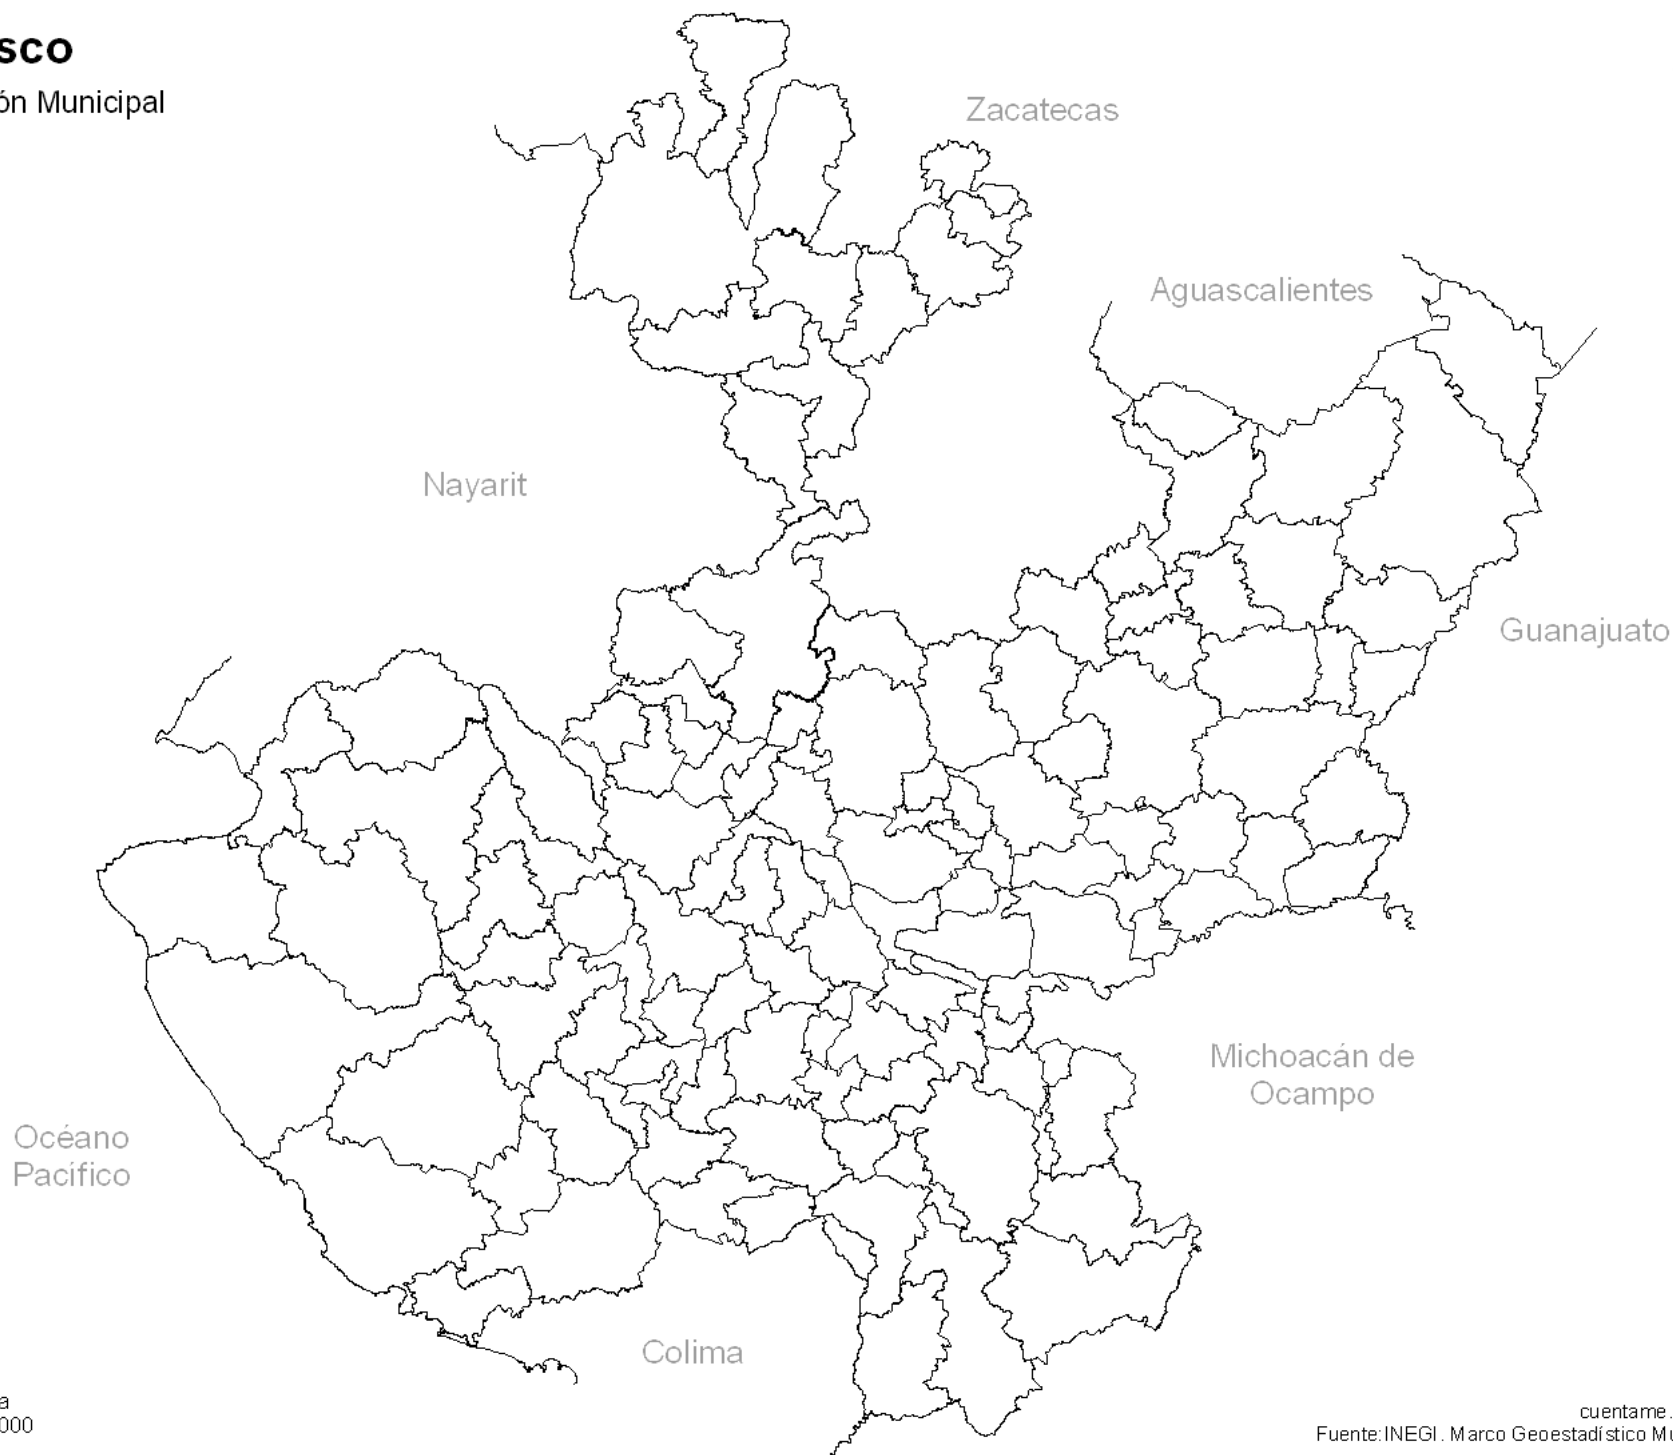 sco
ón Municipal
Zacatecas
Aguascalientes
Nayarit
Guanajuato
Michoacán de
Ocampo
Océano
Pacífico
Colima
a
000
cuentame.
Fuente:INEGI. Marco Geoestadístico Mu